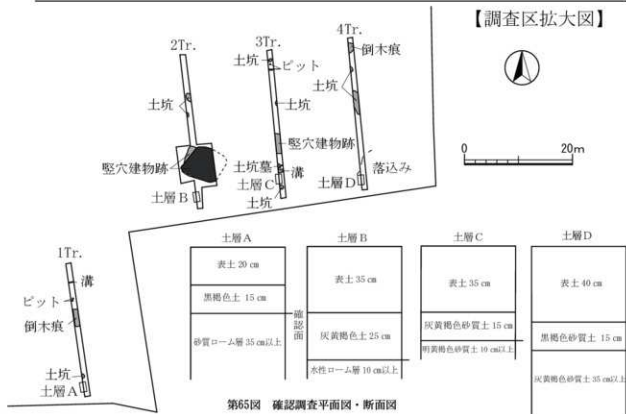 【調査区拡大図】
2Tr.
3Tr.
4Tr.
土坑
ピット
倒木痕
土坑
土坑
土坑
竪穴建物跡
竪穴建物跡
土坑墓
溝
土層B
土層C
土坑
土層D
落込み
0
20m
1Tr.
溝
ピット
倒木痕
土坑
土層A
土層A
表土 20 ㎝
黒褐色土 15 ㎝
砂質ローム層 35 ㎝以上
確認面
土層B
表土 35 ㎝
灰黄褐色 25 ㎝
水性ローム層 10 ㎝以上
土層C
表土 35 ㎝
灰黄褐色砂質土 15 ㎝
明黄褐色砂質土 10 ㎝以上
土層D
表土 40 ㎝
黒褐色土 15 ㎝
灰黄褐色砂質土 35 ㎝以上
第65図 確認調査平面図・断面図